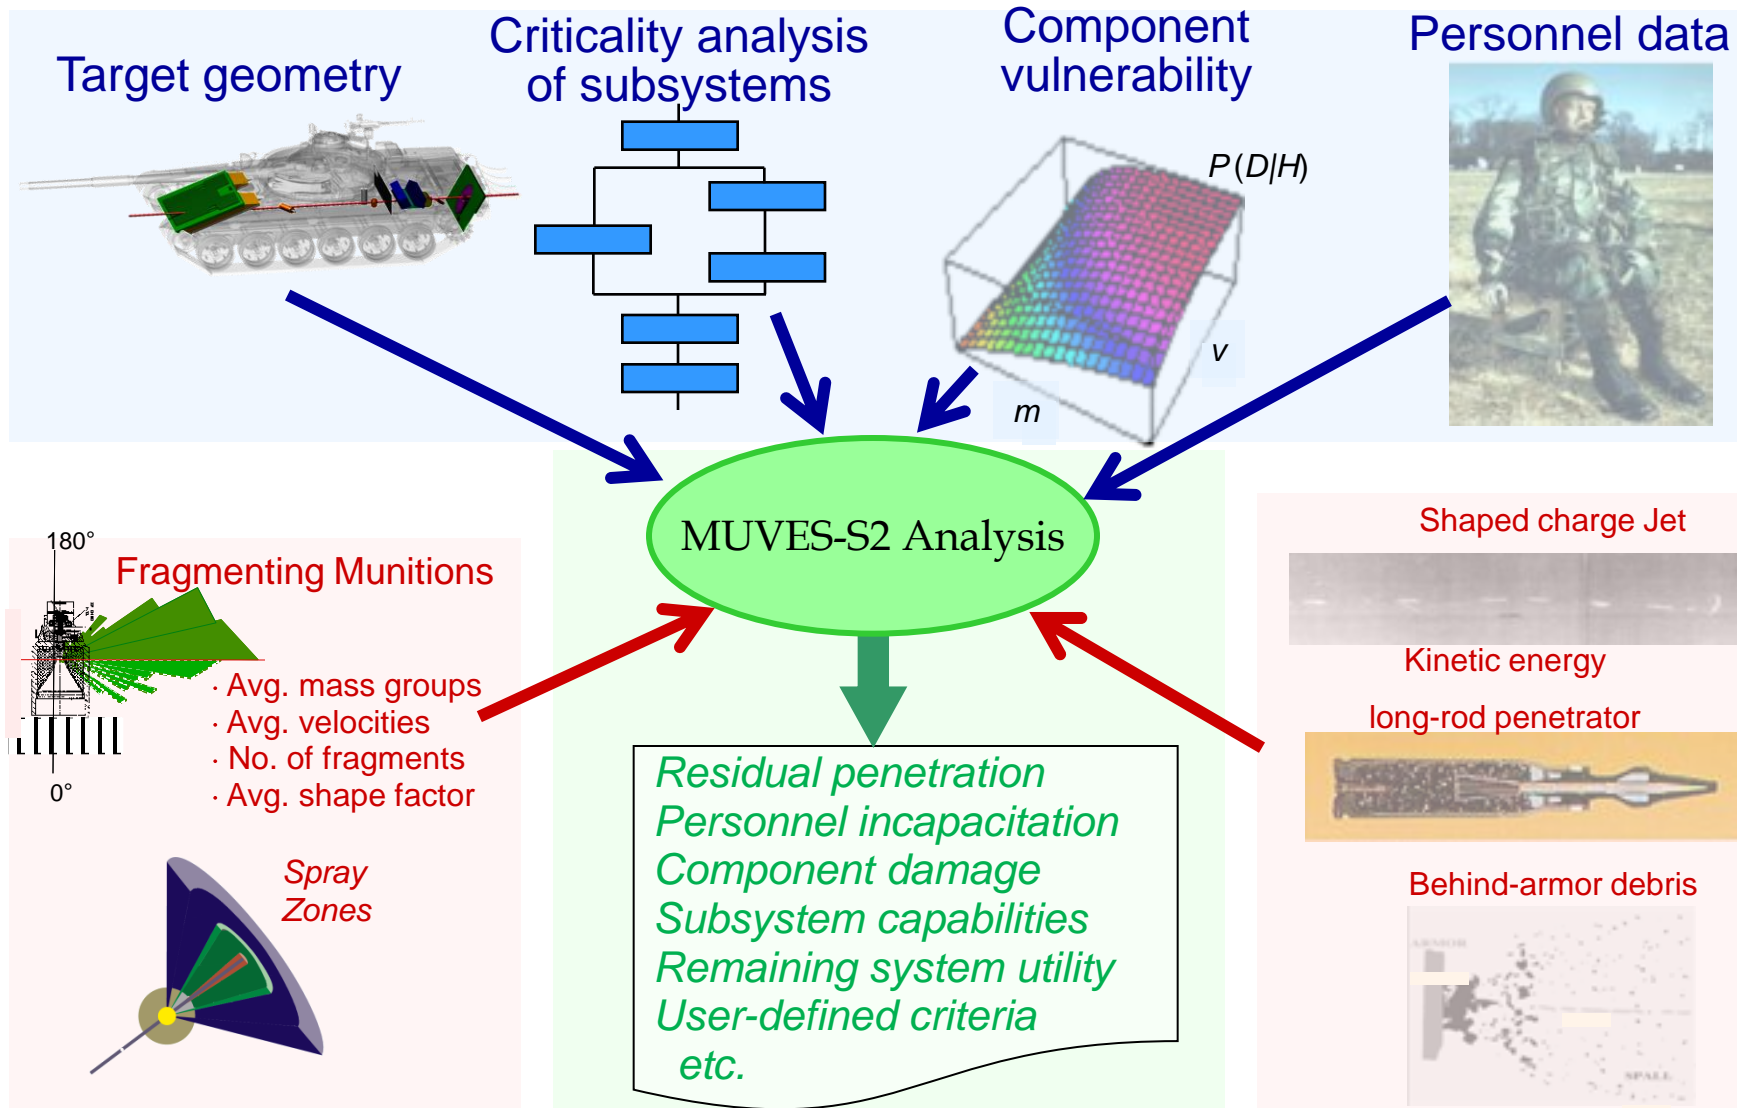 Target geometry
Criticality analysis
of subsystems
Component
vulnerability
Personnel data
P (D|H)
v
m
MUVES-S2 Analysis
180°
Fragmenting Munitions
· Avg. mass groups
· Avg. velocities
· No. of fragments
· Avg. shape factor
0°
Spray
Zones
Residual penetration
Personnel incapacitation
Component damage
Subsystem capabilities
Remaining system utility
User-defined criteria
etc.
Shaped charge Jet
Kinetic energy
long-rod penetrator
Behind-armor debris
ARMOR
SPALL